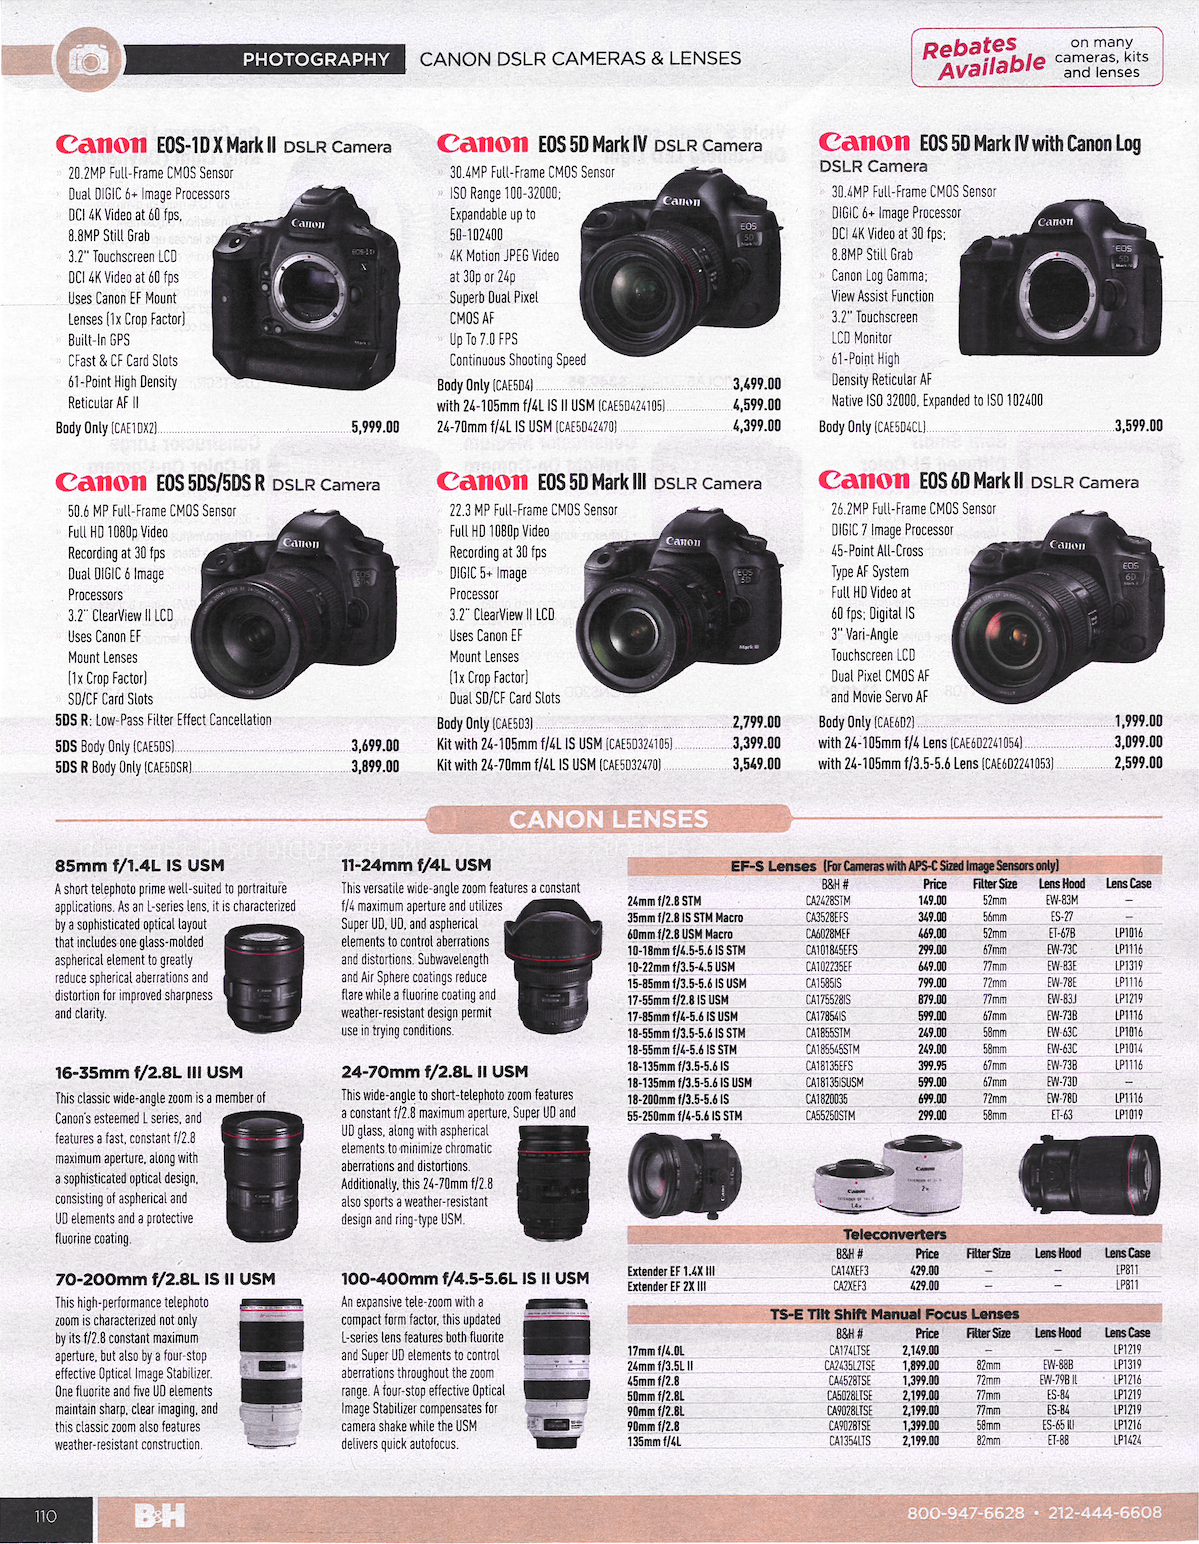 PHOTOGRAPHY
CANON DSLR CAMERAS & LENSES
Rebates Available
on many
cameras, kits
and lenses
Canon EOS-1D X Mark II DSLR Camera
» 20.2MP Full-Frame CMOS Sensor
» Dual DIGIC 6+ Image Processors
» DCI 4K Video at 60 fps,
8.8MP Still Grab
» 3.2" Touchscreen LCD
» DCI 4K Video at 60 fps
» Uses Canon EF Mount
Lenses (1x Crop Factor)
» Built-In GPS
» CFast & CF Card Slots
» 61-Point High Density
Reticular AF II
Body Only (CAE1DX2) 5,999.00
Canon EOS 5D Mark IV DSLR Camera
» 30.4MP Full-Frame CMOS Sensor
» ISO Range 100-32000;
Expandable up to
50-102400
» 4K Motion JPEG Video
at 30p or 24p
» Superb Dual Pixel
CMOS AF
» Up To 7.0 FPS
Continuous Shooting Speed
Body Only (CAE5D4) 3,499.00
with 24-105mm f/4L IS II USM (CAE5D424105) 4,599.00
24-70mm f/4L IS USM (CAE5D42470) 4,399.00
Canon EOS 5D Mark IV with Canon Log
DSLR Camera
» 30.4MP Full-Frame CMOS Sensor
» DIGIC 6+ Image Processor
» DCI 4K Video at 30 fps;
8.8MP Still Grab
» Canon Log Gamma;
View Assist Function
» 3.2" Touchscreen
LCD Monitor
» 61-Point High
Density Reticular AF
» Native ISO 32000, Expanded to ISO 102400
Body Only (CAE5D4CL) 3,599.00
Canon EOS 5DS/5DS R DSLR Camera
» 50.6 MP Full-Frame CMOS Sensor
» Full HD 1080p Video
Recording at 30 fps
» Dual DIGIC 6 Image
Processors
» 3.2" ClearView II LCD
» Uses Canon EF
Mount Lenses
(1x Crop Factor)
» SD/CF Card Slots
5DS R: Low-Pass Filter Effect Cancellation
5DS Body Only (CAE5DS) 3,699.00
5DS R Body Only (CAE5DSR) 3,899.00
Canon EOS 5D Mark III DSLR Camera
» 22.3 MP Full-Frame CMOS Sensor
» Full HD 1080p Video
Recording at 30 fps
» DIGIC 5+ Image
Processor
» 3.2" ClearView II LCD
» Uses Canon EF
Mount Lenses
(1x Crop Factor)
» Dual SD/CF Card Slots
Body Only (CAE5D3) 2,799.00
Kit with 24-105mm f/4L IS USM (CAE5D324105) 3,399.00
Kit with 24-70mm f/4L IS USM (CAE5D32470) 3,549.00
Canon EOS 6D Mark II DSLR Camera
» 26.2MP Full-Frame CMOS Sensor
» DIGIC 7 Image Processor
» 45-Point All-Cross
Type AF System
» Full HD Video at
60 fps; Digital IS
» 3" Vari-Angle
Touchscreen LCD
» Dual Pixel CMOS AF
and Movie Servo AF
Body Only (CAE6D2) 1,999.00
with 24-105mm f/4 Lens (CAE6D2241054) 3,099.00
with 24-105mm f/3.5-5.6 Lens (CAE6D22241053) 2,599.00
CANON LENSES
85mm f/1.4L IS USM
A short telephoto prime well-suited to portraiture
applications. As an L-series lens, it is characterized
by a sophisticated optical layout
that includes one glass-molded
aspherical element to greatly
reduce spherical aberrations and
distortion for improved sharpness
and clarity.
11-24mm f/4L USM
This versatile wide-angle zoom features a constant
f/4 maximum aperture and utilizes
Super UD, UD, and aspherical
elements to control aberrations
and distortions. Subwavelength
and Air Sphere coatings reduce
flare while a fluorine coating and
weather-resistant design permit
use in trying conditions.
16-35mm f/2.8L III USM
This classic wide-angle zoom is a member of
Canon's esteemed L series, and
features a fast, constant f/2.8
maximum aperture, along with
a sophisticated optical design,
consisting of aspherical and
UD elements and a protective
fluorine coating.
24-70mm f/2.8L II USM
This wide-angle to short-telephoto zoom features
a constant f/2.8 maximum aperture, Super UD and
UD glass, along with aspherical
elements to minimize chromatic
aberrations and distortions.
Additionally, this 24-70mm f/2.8
also sports a weather-resistant
design and ring-type USM.
70-200mm f/2.8L IS II USM
This high-performance telephoto
zoom is characterized not only
by its f/2.8 constant maximum
aperture, but also by a four-stop
effective Optical Image Stabilizer.
One fluorite and five UD elements
maintain sharp, clear imaging, and
this classic zoom also features
weather-resistant construction.
100-400mm f/4.5-5.6L IS II USM
An expansive tele-zoom with a
compact form factor, this updated
L-series lens features both fluorite
and Super UD elements to control
aberrations throughout the zoom
range. A four-stop effective Optical
Image Stabilizer compensates for
camera shake while the USM
delivers quick autofocus.
EF-S Lenses (For Cameras with APS-C Sized Image Sensors only)
B&H # Price Filter Size Lens Hood Lens Case
24mm f/2.8 STM CA2428STM 149.00 52mm EW-83M –
35mm f/2.8 IS STM Macro CA3528EFS 349.00 56mm ES-27 –
60mm f/2.8 USM Macro CA6028MEF 469.00 52mm ET-67B LP1016
10-18mm f/4.5-5.6 IS STM CA101845EFS 299.00 67mm EW-73C LP1116
10-22mm f/3.5-4.5 USM CA102235EF 649.00 77mm EW-83E LP1319
15-85mm f/3.5-5.6 IS USM CA1585IS 799.00 72mm EW-78E LP1116
17-55mm f/2.8 IS USM CA175528IS 879.00 77mm EW-83J LP1219
17-85mm f/4-5.6 IS USM CA17854IS 599.00 67mm EW-73B LP1116
18-55mm f/3.5-5.6 IS STM CA1855STM 249.00 58mm EW-63C LP1016
18-55mm f/4-5.6 IS STM CA185545STM 249.00 58mm EW-63C LP1014
18-135mm f/3.5-5.6 IS CA18135EFS 399.95 67mm EW-73B LP1116
18-135mm f/3.5-5.6 IS USM CA18135ISUSM 599.00 67mm EW-73D –
18-200mm f/3.5-5.6 IS CA1820035 699.00 72mm EW-78D LP1116
55-250mm f/4-5.6 IS STM CA55250STM 299.00 58mm ET-63 LP1019
Teleconverters
B&H # Price Filter Size Lens Hood Lens Case
Extender EF 1.4X III CA14XEF3 429.00 – – LP811
Extender EF 2X III CA2XEF3 429.00 – – LP811
TS-E Tilt Shift Manual Focus Lenses
B&H # Price Filter Size Lens Hood Lens Case
17mm f/4.0L CA174LTSE 2,149.00 – – LP1219
24mm f/3.5L II CA2435L2TSE 1,899.00 82mm EW-88B LP1319
45mm f/2.8 CA4528TSE 1,399.00 72mm EW-79B II LP1216
50mm f/2.8L CA5028LTSE 2,199.00 77mm ES-84 LP1219
90mm f/2.8L CA9028LTSE 2,199.00 77mm ES-84 LP1219
90mm f/2.8 CA9028TSE 1,399.00 58mm ES-65 III LP1216
135mm f/4L CA1354LTS 2,199.00 82mm ET-88 LP1424
110
B&H
800-947-6628 • 212-444-6608